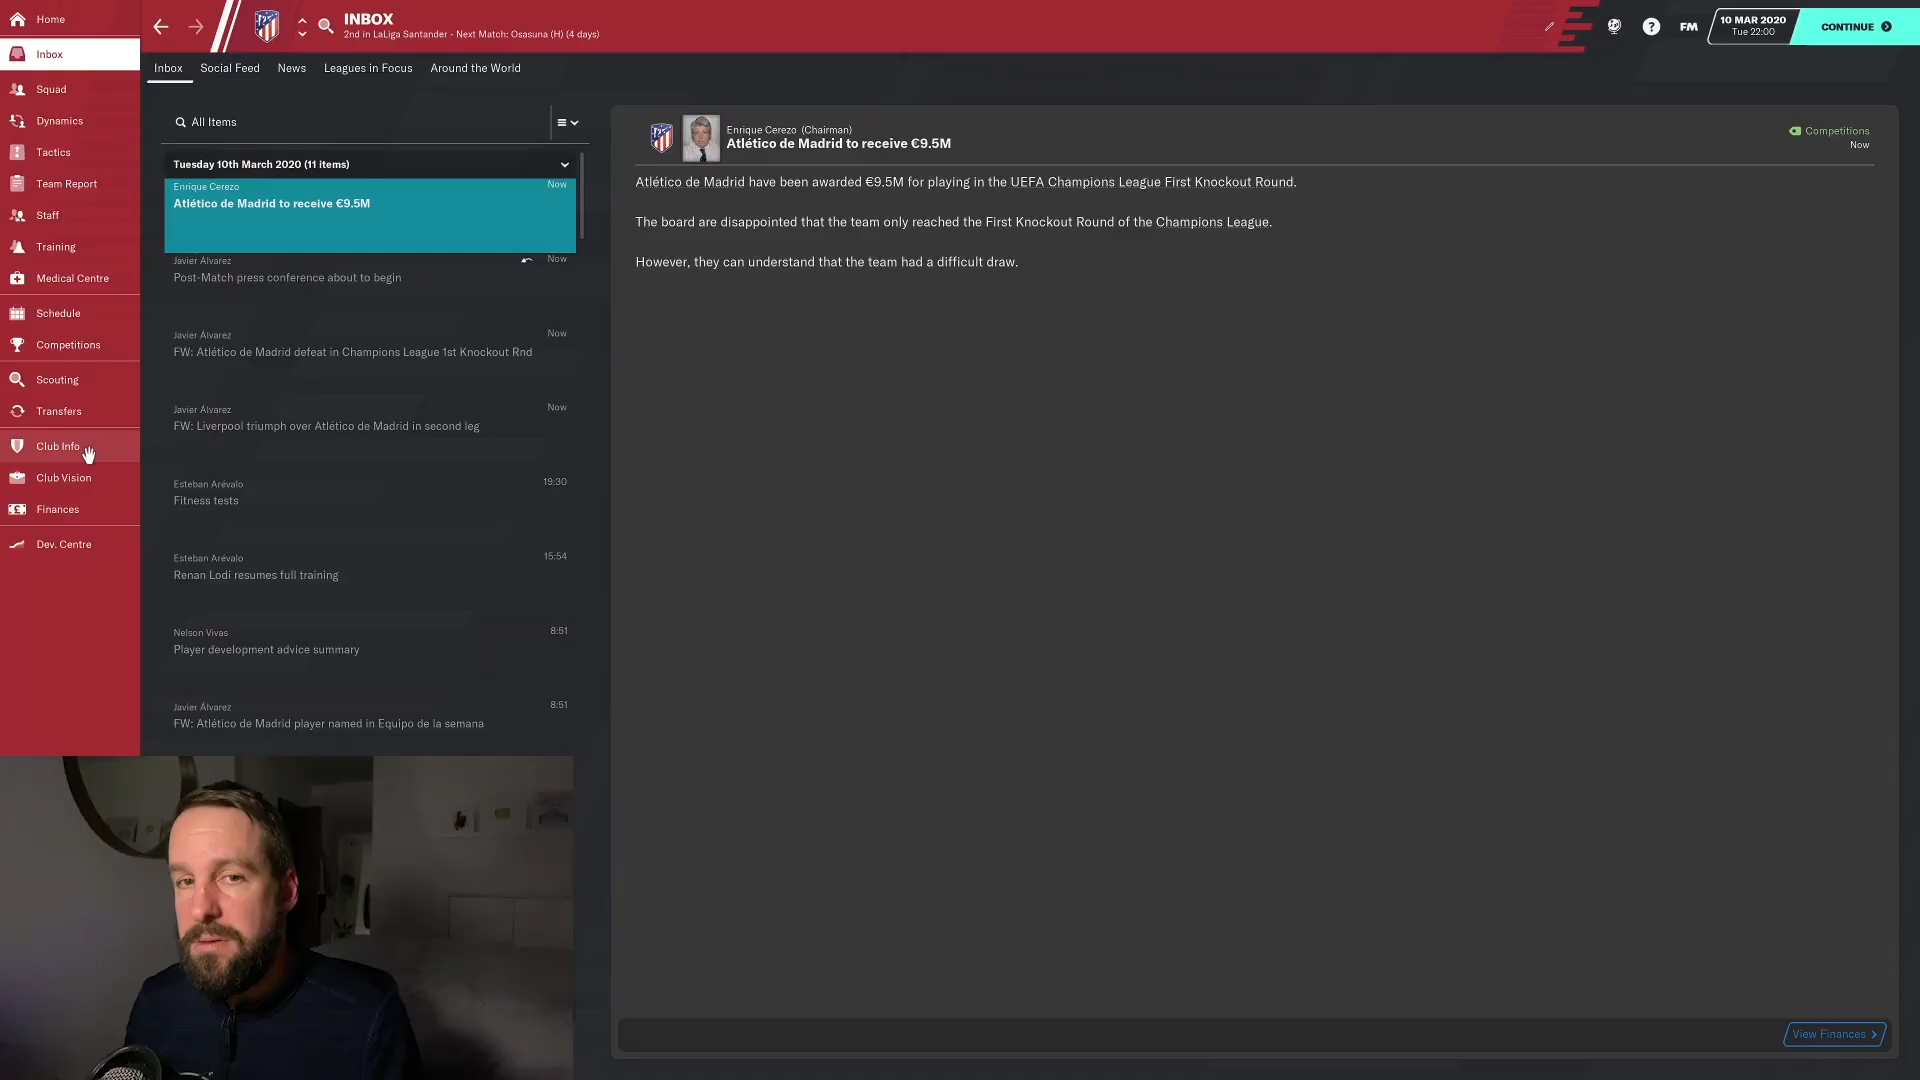 Home
Inbox
Squad
Dynamics
Tactics
Team Report
Staff
Training
Medical Centre
Schedule
Competitions
Scouting
Transfers
Club Info
Club Vision
Finances
Dev. Centre
INBOX
2nd in LaLiga Santander - Next Match: Osasuna (H) (4 days)
FM
10 MAR 2020
Tue 22:00
CONTINUE
Inbox Social Feed News Leagues in Focus Around the World
All Items
Tuesday 10th March 2020 (11 items)
Enrique Cerezo Now
Atlético de Madrid to receive €9.5M
Javier Álvarez Now
Post-Match press conference about to begin
Javier Álvarez Now
FW: Atlético de Madrid defeat in Champions League 1st Knockout Rnd
Javier Álvarez Now
FW: Liverpool triumph over Atlético de Madrid in second leg
Esteban Arévalo 19:30
Fitness tests
Esteban Arévalo 15:54
Renan Lodi resumes full training
Nelson Vivas 8:51
Player development advice summary
Javier Álvarez 8:51
FW: Atlético de Madrid player named in Equipo de la semana
Enrique Cerezo (Chairman)
Atlético de Madrid to receive €9.5M
Competitions
Now
Atlético de Madrid have been awarded €9.5M for playing in the UEFA Champions League First Knockout Round.
The board are disappointed that the team only reached the First Knockout Round of the Champions League.
However, they can understand that the team had a difficult draw.
View Finances